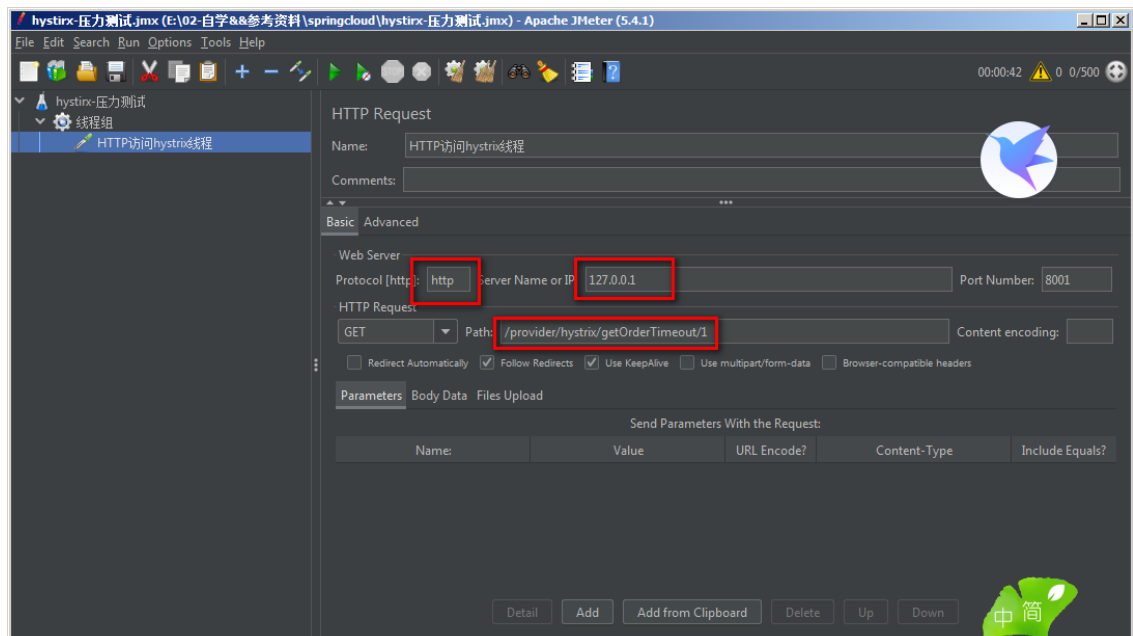 hystirx-压力测试.jmx (E:\02-自学&&参考资料\springcloud\hystirx-压力测试.jmx) - Apache JMeter (5.4.1)
File Edit Search Run Options Tools Help
00:00:42 0 0/500
hystirx-压力测试
线程组
HTTP访问hystrix线程
HTTP Request
Name: HTTP访问hystrix线程
Comments:
Basic Advanced
Web Server
Protocol [http]: http Server Name or IP 127.0.0.1 Port Number: 8001
HTTP Request
GET Path: /provider/hystrix/getOrderTimeout/1 Content encoding:
Redirect Automatically Follow Redirects Use KeepAlive Use multipart/form-data Browser-compatible headers
Parameters Body Data Files Upload
Send Parameters With the Request:
Name: Value URL Encode? Content-Type Include Equals?
Detail Add Add from Clipboard Delete Up Down
中 简